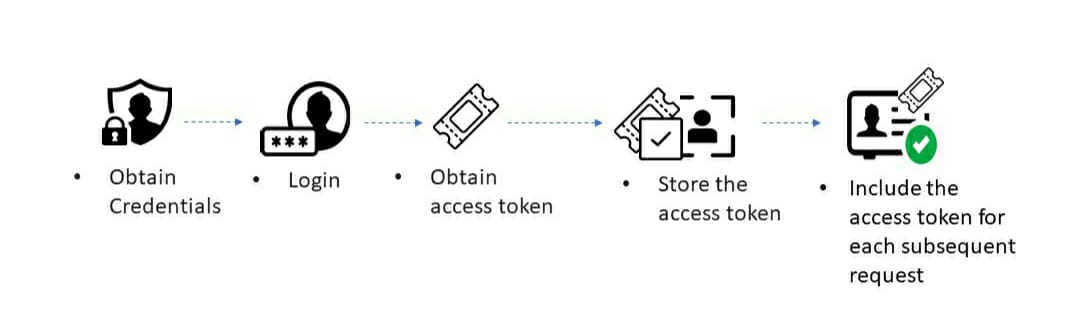 ***
• Obtain
Credentials
• Login
• Obtain
access token
• Store the
access token
• Include the
access token for
each subsequent
request